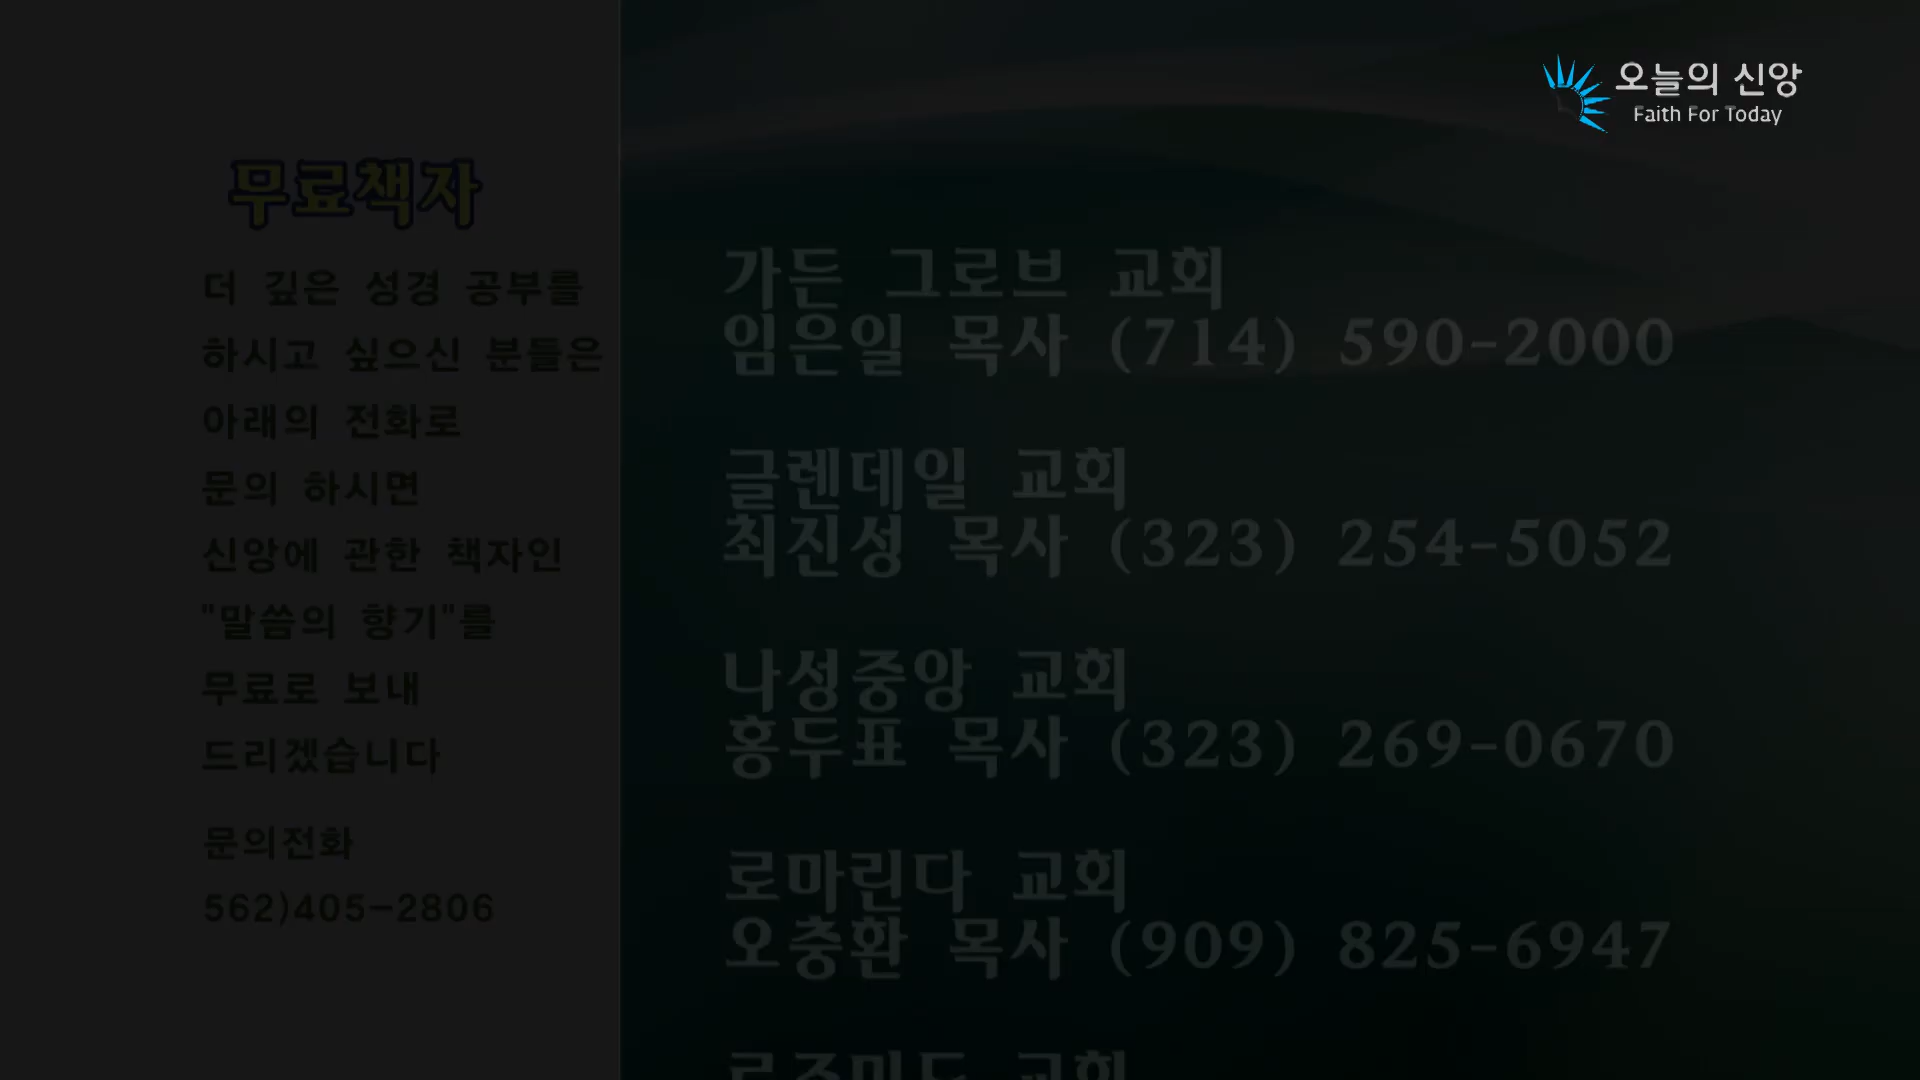 오늘의 신앙
Faith For Today
무료책자
더 깊은 성경 공부를
하시고 싶으신 분들은
아래의 전화로
문의 하시면
신앙에 관한 책자인
"말씀의 향기"를
무료로 보내
드리겠습니다
문의전화
562)405-2806
가든 그로브 교회
임은일 목사 (714) 590-2000
글렌데일 교회
최진성 목사 (323) 254-5052
나성중앙 교회
홍두표 목사 (323) 269-0670
로마린다 교회
오충환 목사 (909) 825-6947
교회